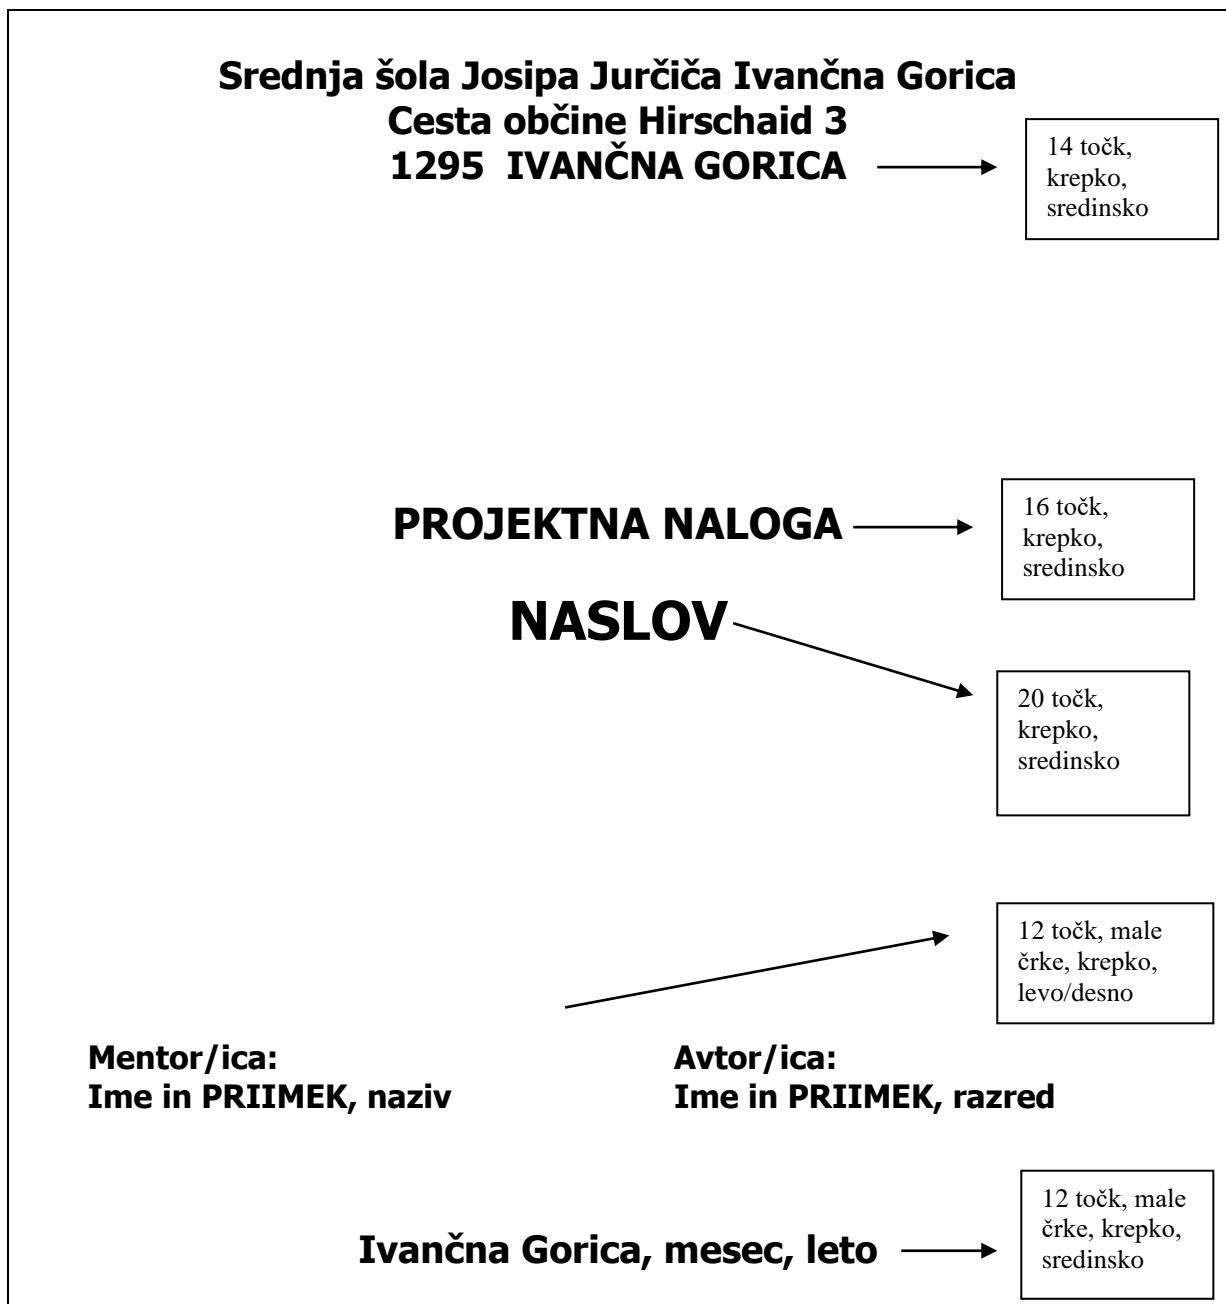 Srednja šola Josipa Jurčiča Ivančna Gorica
Cesta občine Hirschaid 3
1295  IVANČNA GORICA
14 točk,
krepko,
sredinsko
PROJEKTNA NALOGA
16 točk,
krepko,
sredinsko
NASLOV
20 točk,
krepko,
sredinsko
12 točk, male
črke, krepko,
levo/desno
Mentor/ica:
Ime in PRIIMEK, naziv
Avtor/ica:
Ime in PRIIMEK, razred
12 točk, male
črke, krepko,
sredinsko
Ivančna Gorica, mesec, leto